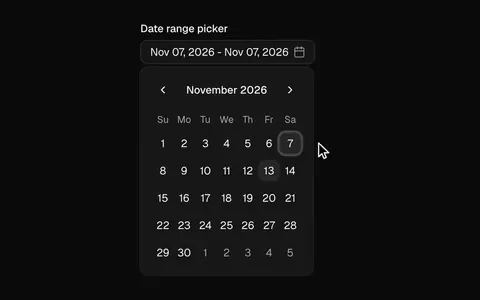 Date range picker
Nov 07, 2026 - Nov 07, 2026
November 2026
Su Mo Tu We Th Fr Sa
1 2 3 4 5 6 7
8 9 10 11 12 13 14
15 16 17 18 19 20 21
22 23 24 25 26 27 28
29 30 1 2 3 4 5